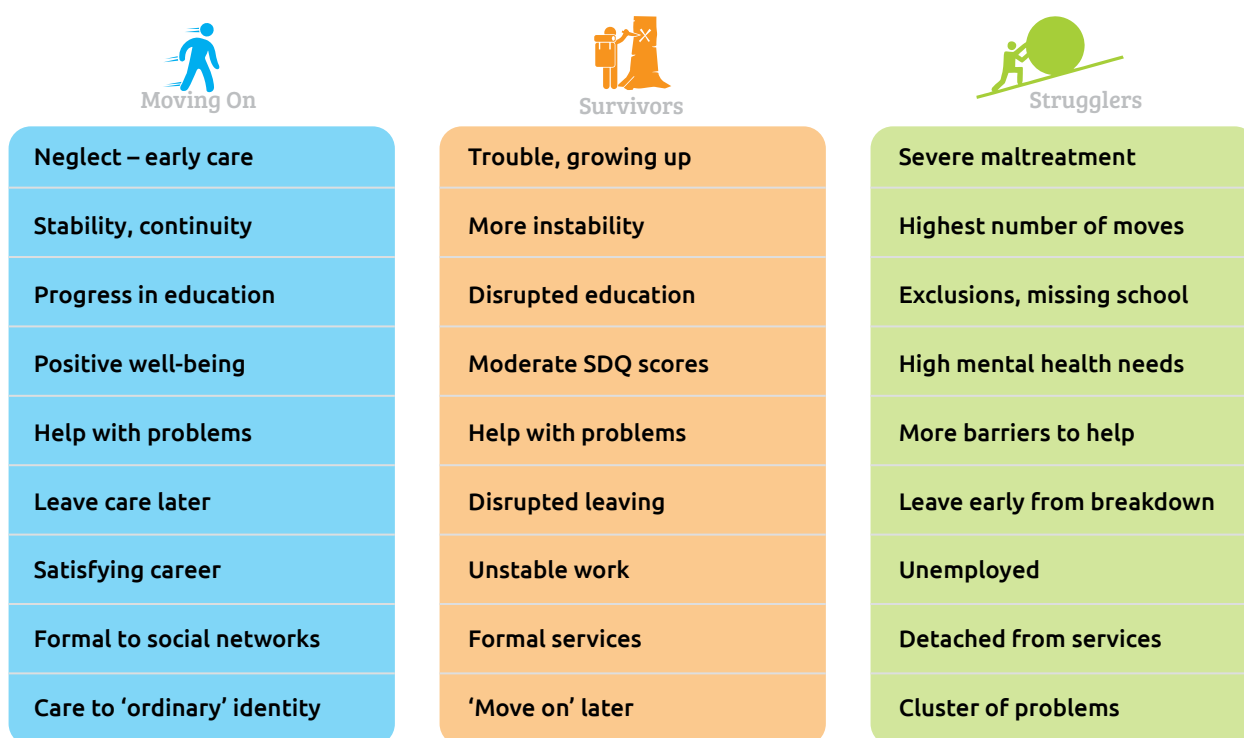 Moving On
Neglect – early care
Stability, continuity
Progress in education
Positive well-being
Help with problems
Leave care later
Satisfying career
Formal to social networks
Care to ‘ordinary’ identity
Survivors
Trouble, growing up
More instability
Disrupted education
Moderate SDQ scores
Help with problems
Disrupted leaving
Unstable work
Formal services
‘Move on’ later
Strugglers
Severe maltreatment
Highest number of moves
Exclusions, missing school
High mental health needs
More barriers to help
Leave early from breakdown
Unemployed
Detached from services
Cluster of problems